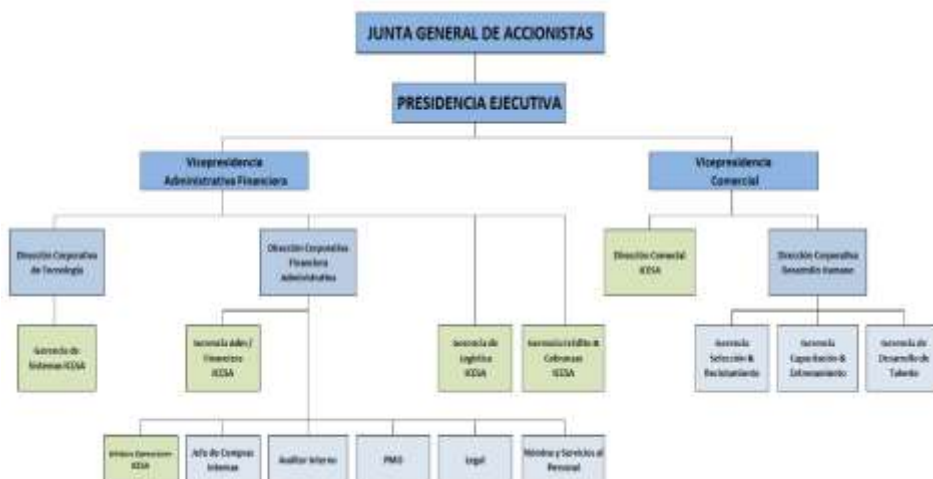 JUNTA GENERAL DE ACCIONISTAS
PRESIDENCIA EJECUTIVA
Vicepresidencia
Administrativa Financiera
Vicepresidencia
Comercial
Dirección Corporativa
de Tecnología
Dirección Corporativa
Financiera
Administrativa
Dirección Comercial
ICESA
Dirección Corporativa
Desarrollo Humano
Gerencia de
Sistemas ICESA
Gerencia Adm /
Financiera
ICESA
Gerencia de
Logística
ICESA
Gerencia Crédito &
Cobranzas
ICESA
Gerencia
Selección &
Reclutamiento
Gerencia
Capacitación &
Entrenamiento
Gerencia de
Desarrollo de
Talento
ICESA
Jefe de Compras
Internas
Auditor Interno
PMO
Legal
Nómina y Servicios al
Personal